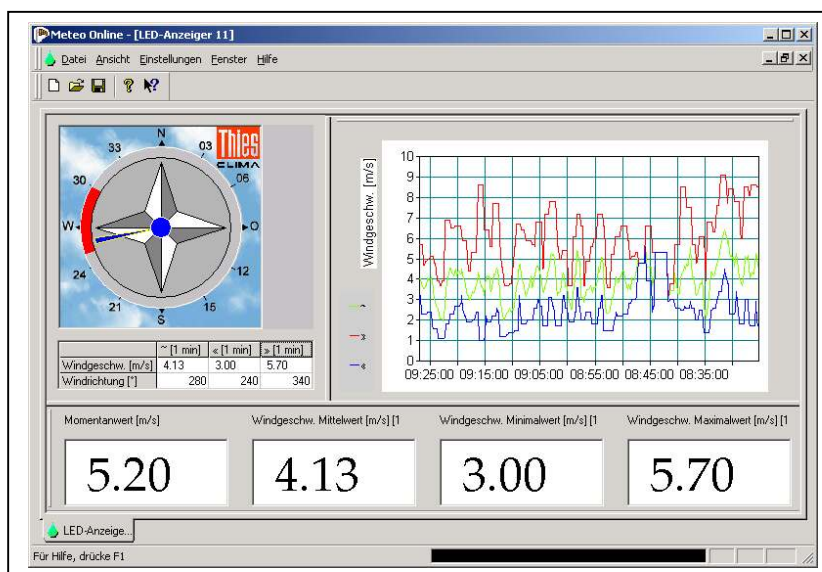 Meteo Online - [LED-Anzeiger 11]
Datei Ansicht Einstellungen Fenster Hilfe
Thies
CLIMA
N
03
06
O
12
15
S
21
24
W
30
33
~ [1 min] « [1 min] » [1 min]
Windgeschw. [m/s] 4.13 3.00 5.70
Windrichtung [°] 280 240 340
Windgeschw. [m/s]
10
9
8
7
6
5
4
3
2
1
0
09:25:00 09:15:00 09:05:00 08:55:00 08:45:00 08:35:00
Momentanwert [m/s]
5.20
Windgeschw. Mittelwert [m/s] [1
4.13
Windgeschw. Minimalwert [m/s] [1
3.00
Windgeschw. Maximalwert [m/s] [1
5.70
LED-Anzeige...
Für Hilfe, drücke F1